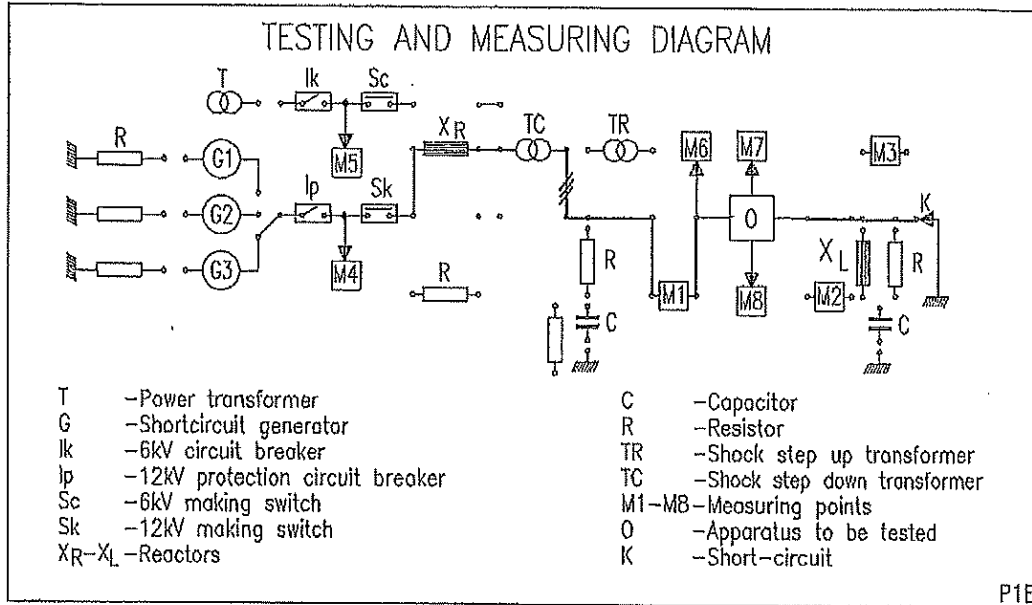 TESTING AND MEASURING DIAGRAM
T Ik Sc
R G1 M5 XR TC TR M6 M7 M3
G2 Ip Sk O K
G3 M4 R R M1 M8 XL M2 R
C C
T -Power transformer
G -Shortcircuit generator
Ik -6kV circuit breaker
Ip -12kV protection circuit breaker
Sc -6kV making switch
Sk -12kV making switch
XR-XL-Reactors
C -Capacitor
R -Resistor
TR -Shock step up transformer
TC -Shock step down transformer
M1-M8-Measuring points
O -Apparatus to be tested
K -Short-circuit
P1E